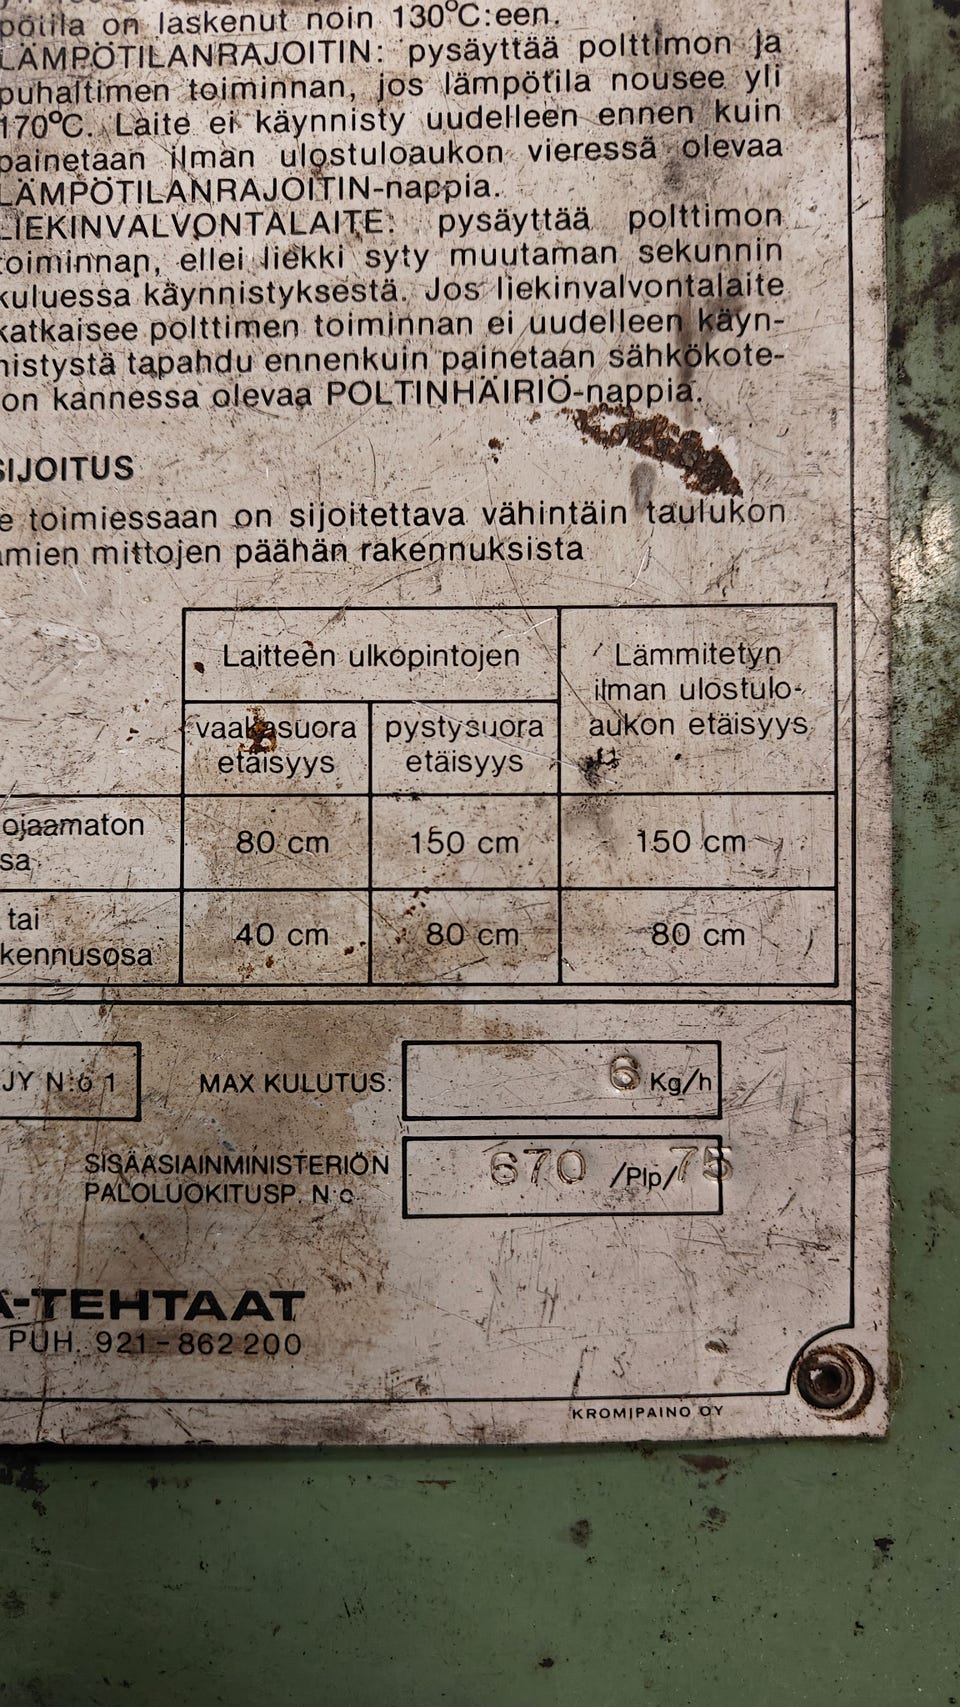 pötila on laskenut noin 130°C:een.
LÄMPÖTILANRAJOITIN: pysäyttää polttimon ja
puhaltimen toiminnan, jos lämpötila nousee yli
170°C. Laite ei käynnisty uudelleen ennen kuin
painetaan ilman ulostuloaukon vieressä olevaa
LÄMPÖTILANRAJOITIN-nappia.
LIEKINVALVONTALAITE: pysäyttää polttimon
toiminnan, ellei liekki syty muutaman sekunnin
kuluessa käynnistyksestä. Jos liekinvalvontalaite
katkaisee polttimen toiminnan ei uudelleen käyn-
nistystä tapahdu ennenkuin painetaan sähkökote-
on kannessa olevaa POLTINHÄIRIÖ-nappia.
SIJOITUS
e toimiessaan on sijoitettava vähintäin taulukon
amien mittojen päähän rakennuksista
Laitteen ulkopintojen
Lämmitetyn
ilman ulostulo-
aukon etäisyys
vaakasuora
etäisyys
pystysuora
etäisyys
ojaamaton
sa
80 cm
150 cm
150 cm
tai
kennusosa
40 cm
80 cm
80 cm
JY N:o 1
MAX KULUTUS:
6 Kg/h
SISÄASIAINMINISTERIÖN
PALOLUOKITUSP. N:o
670 /Plp/75
A-TEHTAAT
PUH. 921-862 200
KROMIPAINO OY